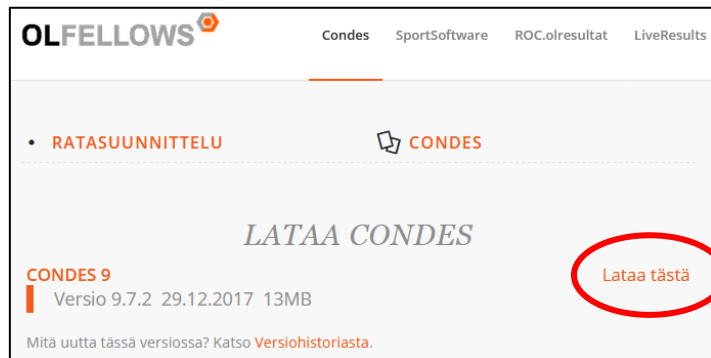 OLFELLOWS
Condes SportSoftware ROC.olresultat LiveResults
• RATASUUNNITTELU CONDES
LATAA CONDES
CONDES 9 Lataa tästä
Versio 9.7.2 29.12.2017 13MB
Mitä uutta tässä versiossa? Katso Versiohistoriasta.